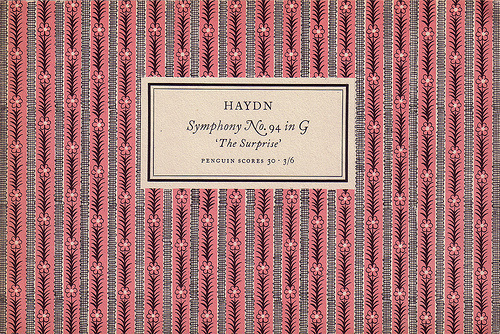 HAYDN
Symphony No. 94 in G
'The Surprise'
PENGUIN SCORES 30 · 3/6